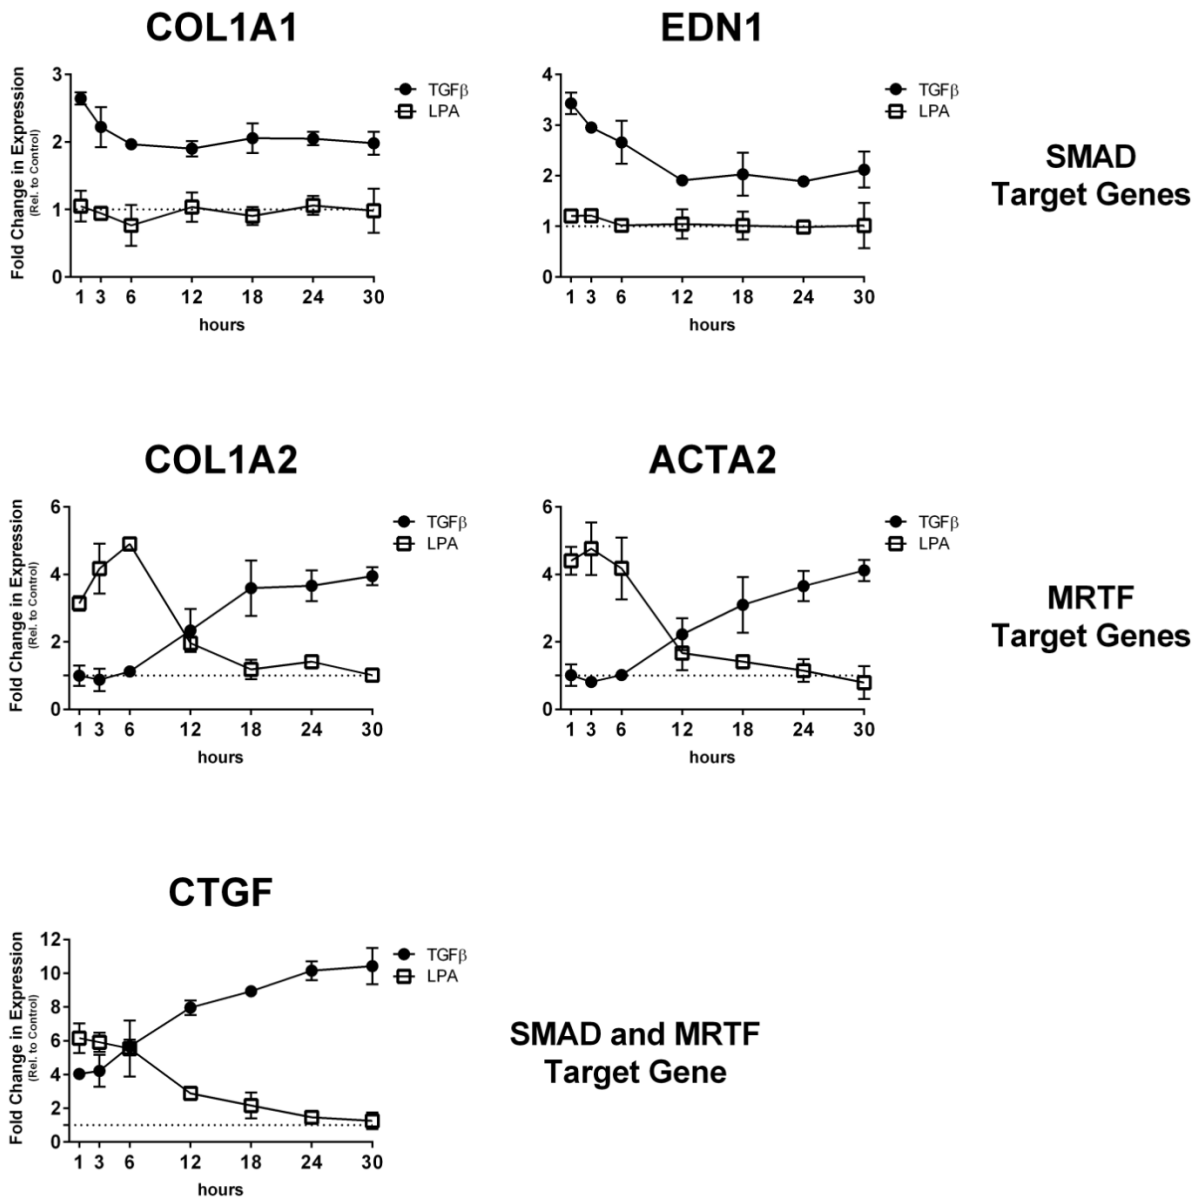 COL1A1
Fold Change in Expression
(Rel. to Control)
3
2
1
0
1 3 6 12 18 24 30
hours
TGFβ
LPA
EDN1
4
3
2
1
0
1 3 6 12 18 24 30
hours
TGFβ
LPA
SMAD
Target Genes
COL1A2
Fold Change in Expression
(Rel. to Control)
6
4
2
0
1 3 6 12 18 24 30
hours
TGFβ
LPA
ACTA2
6
4
2
0
1 3 6 12 18 24 30
hours
TGFβ
LPA
MRTF
Target Genes
CTGF
Fold Change in Expression
(Rel. to Control)
12
10
8
6
4
2
0
1 3 6 12 18 24 30
hours
TGFβ
LPA
SMAD and MRTF
Target Gene